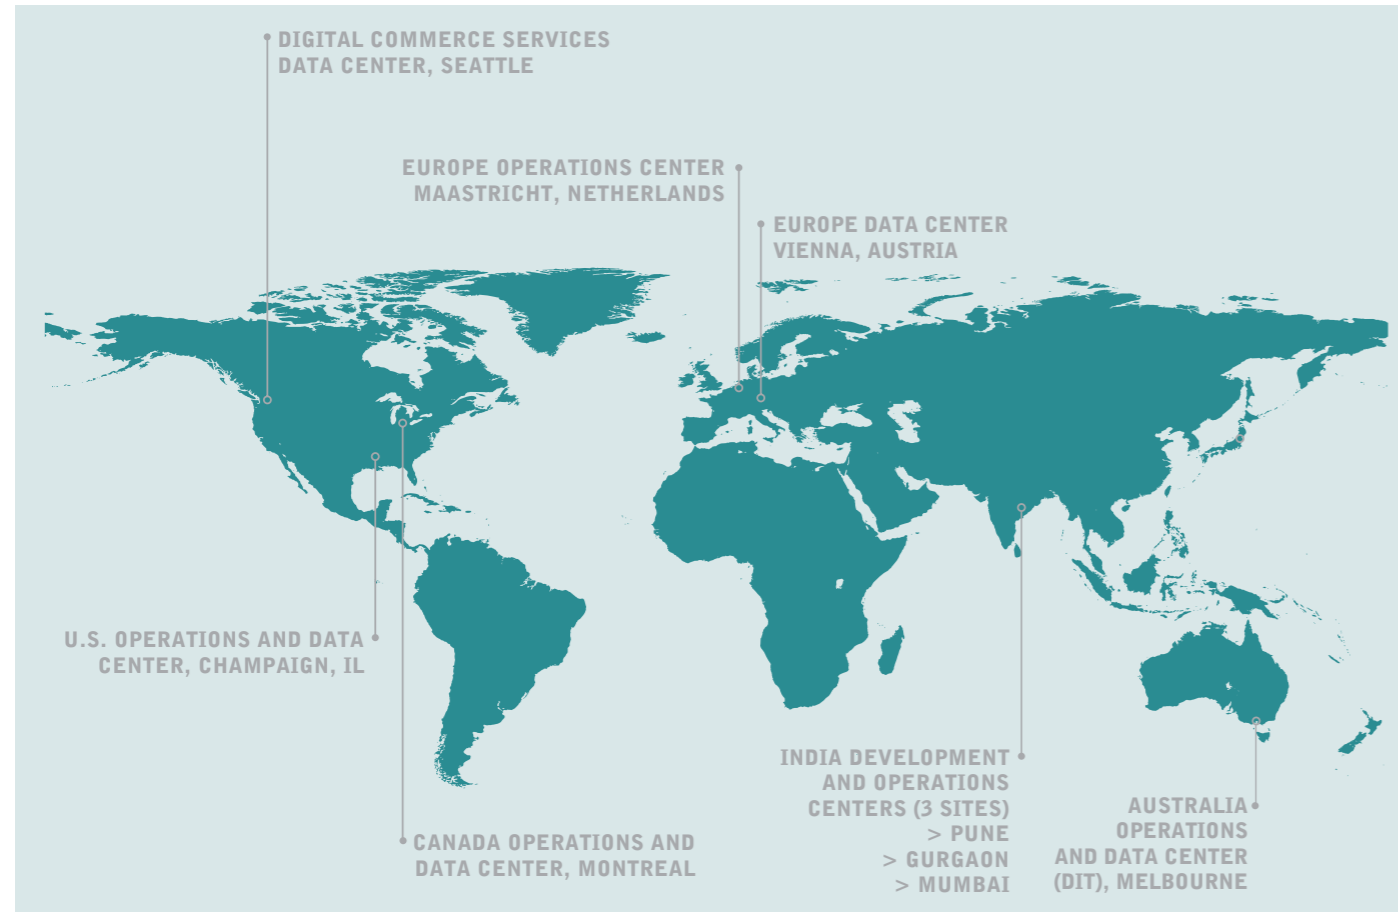 DIGITAL COMMERCE SERVICES
DATA CENTER, SEATTLE
EUROPE OPERATIONS CENTER
MAASTRICHT, NETHERLANDS
EUROPE DATA CENTER
VIENNA, AUSTRIA
U.S. OPERATIONS AND DATA
CENTER, CHAMPAIGN, IL
CANADA OPERATIONS AND
DATA CENTER, MONTREAL
INDIA DEVELOPMENT
AND OPERATIONS
CENTERS (3 SITES)
> PUNE
> GURGAON
> MUMBAI
AUSTRALIA
OPERATIONS
AND DATA CENTER
(DIT), MELBOURNE